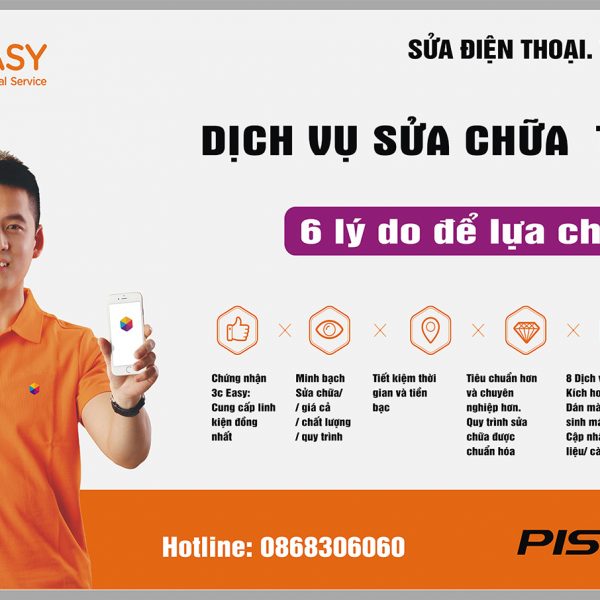 ASY
al Service
SỬA ĐIỆN THOẠI.
DỊCH VỤ SỬA CHỮA
6 lý do để lựa ch
Chứng nhận
3c Easy:
Cung cấp linh
kiện đồng
nhất
Minh bạch
Sửa chữa/
/ giá cả
/ chất lượng
/ quy trình
Tiết kiệm thời
gian và tiền
bạc
Tiêu chuẩn hơn
và chuyên
nghiệp hơn.
Quy trình sửa
chữa được
chuẩn hóa
8 Dịch v
Kích ho
Dán mà
sinh má
Cập nhậ
liệu/ cà
Hotline: 0868306060
PIS